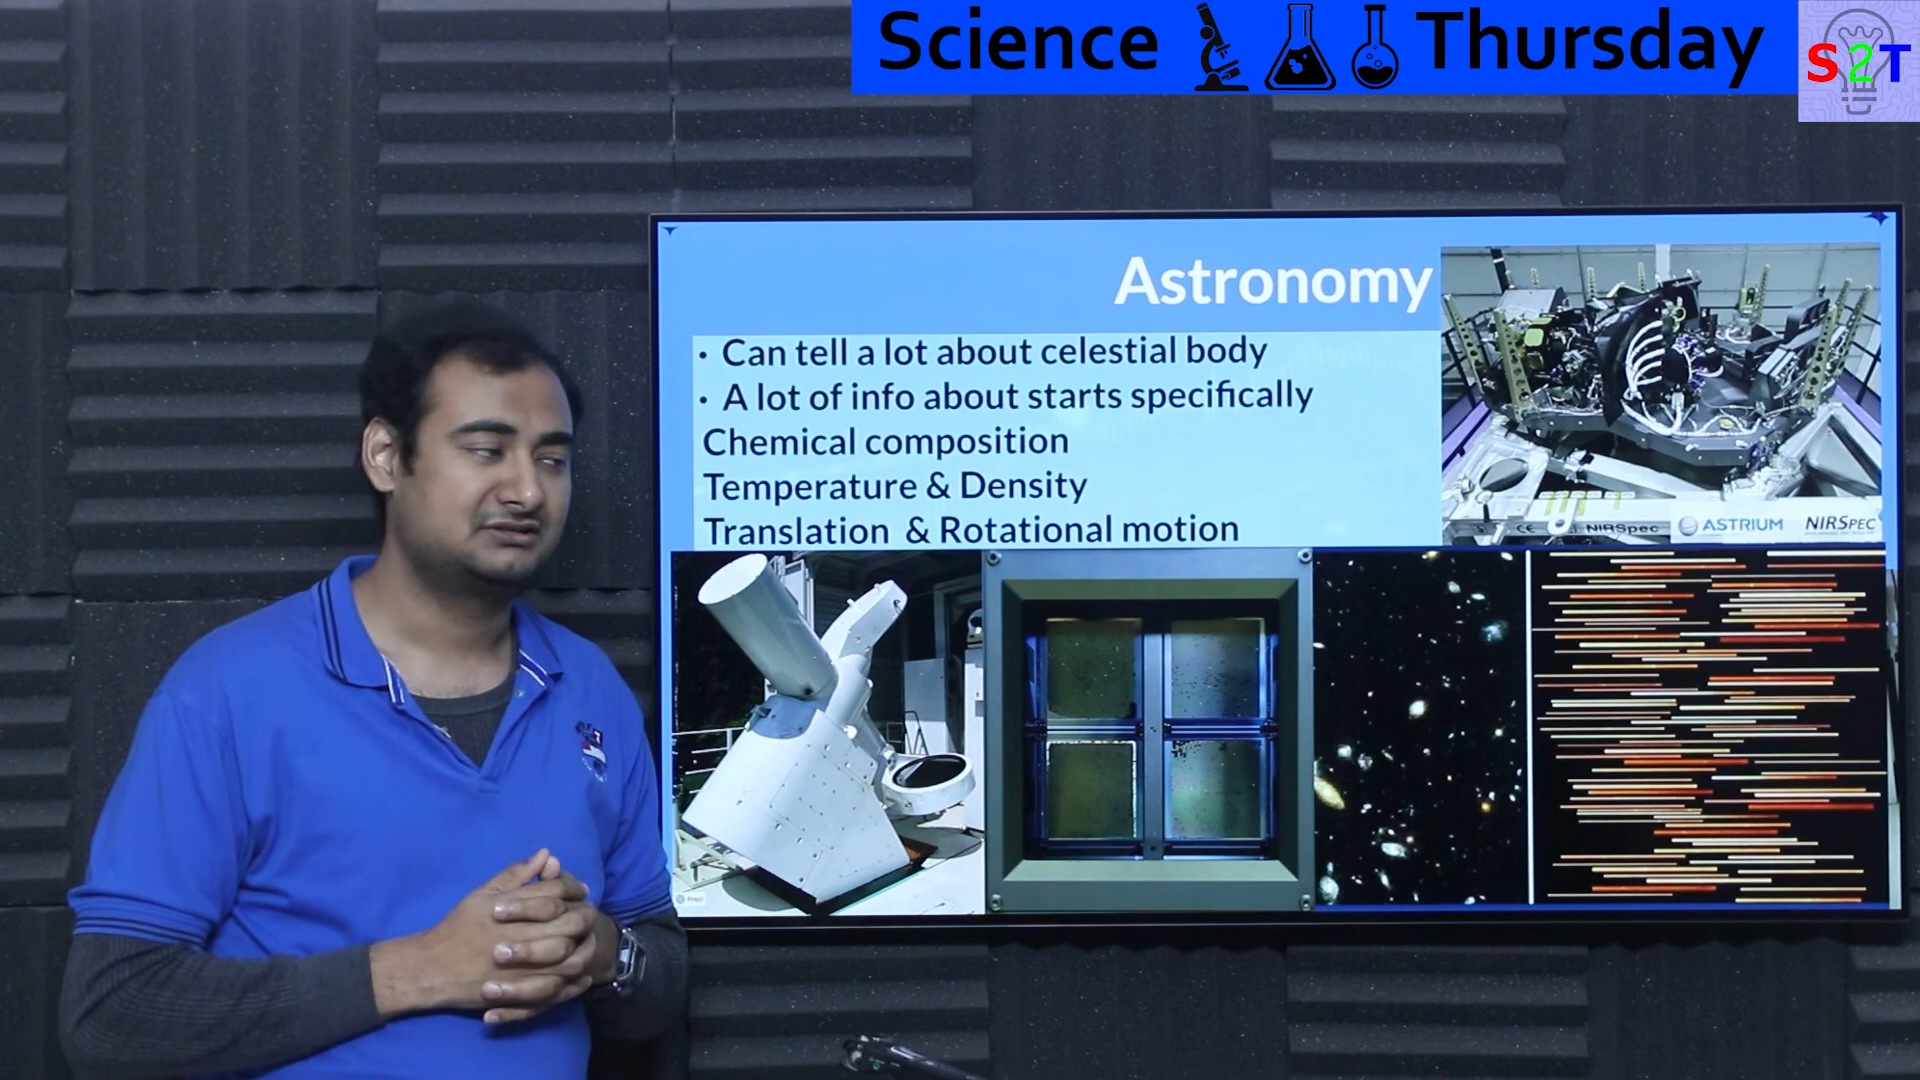 Science Thursday
S2T
Astronomy
• Can tell a lot about celestial body
• A lot of info about starts specifically
Chemical composition
Temperature & Density
Translation & Rotational motion
NIRSpec
ASTRIUM NIRSPEC
Prezi